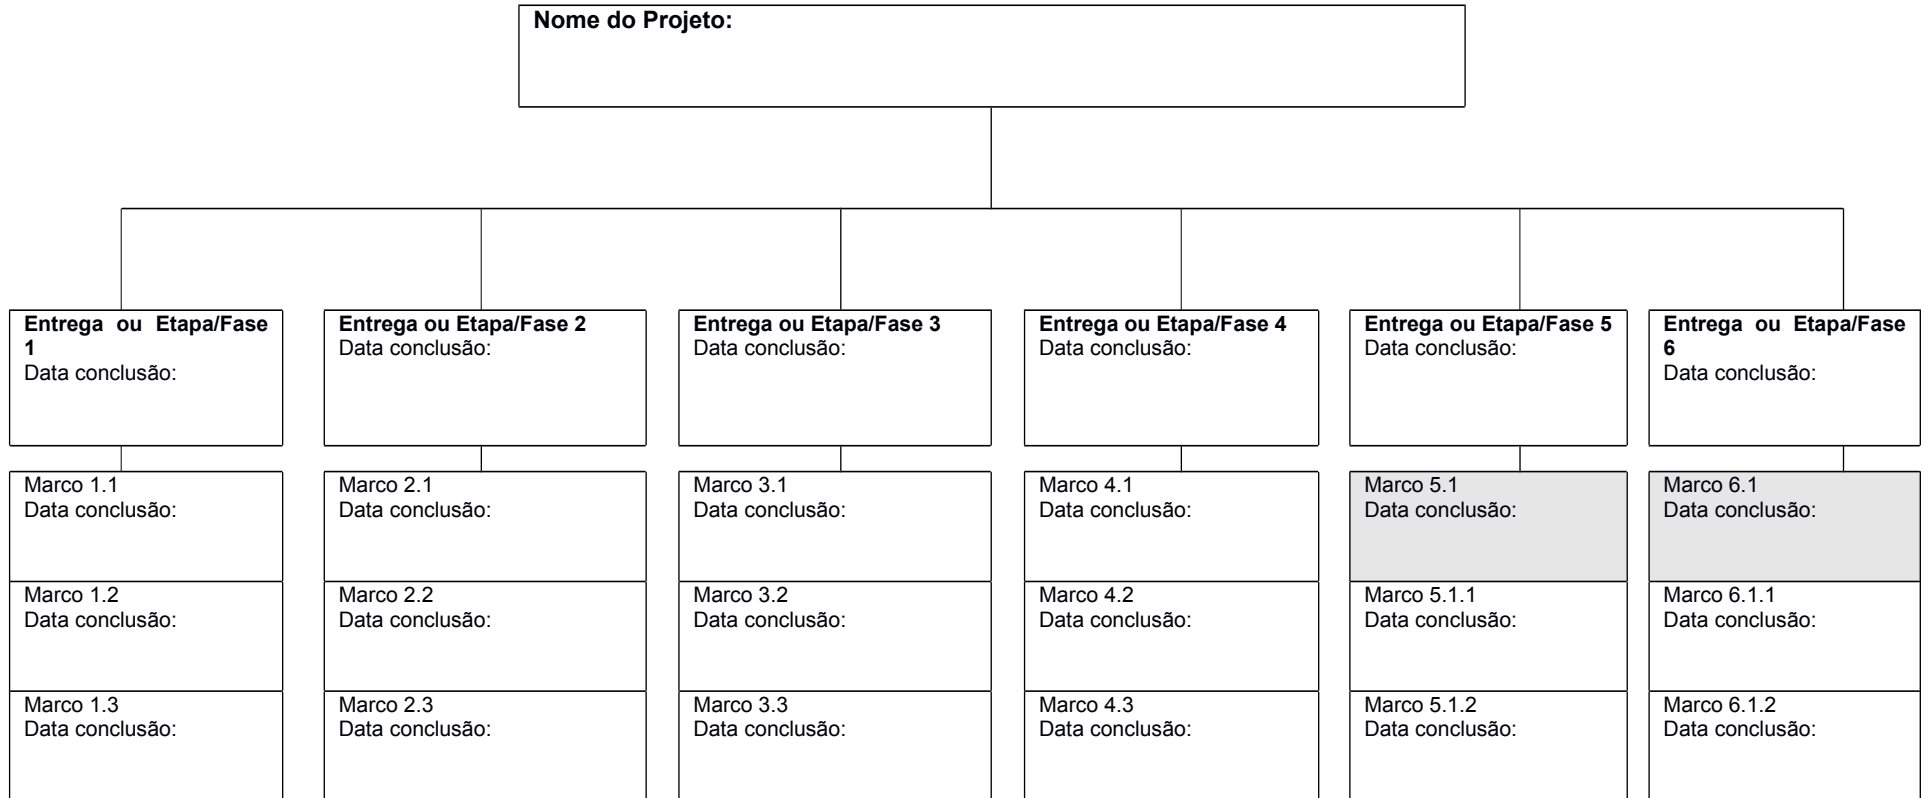 Nome do Projeto:
Entrega ou Etapa/Fase
1
Data conclusão:
Entrega ou Etapa/Fase 2
Data conclusão:
Entrega ou Etapa/Fase 3
Data conclusão:
Entrega ou Etapa/Fase 4
Data conclusão:
Entrega ou Etapa/Fase 5
Data conclusão:
Entrega ou Etapa/Fase
6
Data conclusão:
Marco 1.1
Data conclusão:
Marco 2.1
Data conclusão:
Marco 3.1
Data conclusão:
Marco 4.1
Data conclusão:
Marco 5.1
Data conclusão:
Marco 6.1
Data conclusão:
Marco 1.2
Data conclusão:
Marco 2.2
Data conclusão:
Marco 3.2
Data conclusão:
Marco 4.2
Data conclusão:
Marco 5.1.1
Data conclusão:
Marco 6.1.1
Data conclusão:
Marco 1.3
Data conclusão:
Marco 2.3
Data conclusão:
Marco 3.3
Data conclusão:
Marco 4.3
Data conclusão:
Marco 5.1.2
Data conclusão:
Marco 6.1.2
Data conclusão: